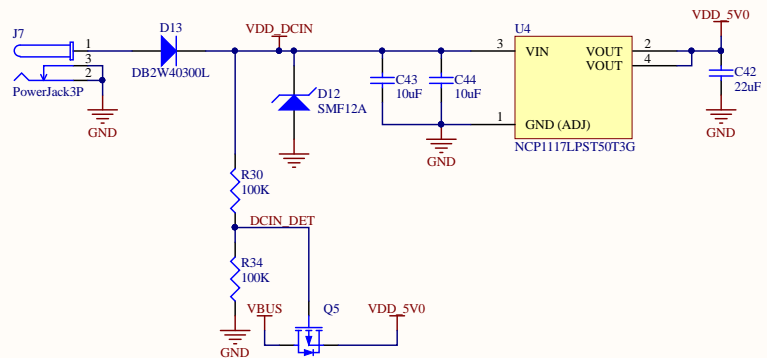 J7
1
3
2
PowerJack3P
GND
D13
DB2W40300L
VDD_DCIN
D12
SMF12A
C43
10uF
C44
10uF
GND
U4
3
VIN
VOUT
2
VOUT
4
1
GND (ADJ)
NCP1117LPST50T3G
VDD_5V0
C42
22uF
GND
R30
100K
DCIN_DET
R34
100K
GND
VBUS
Q5
VDD_5V0